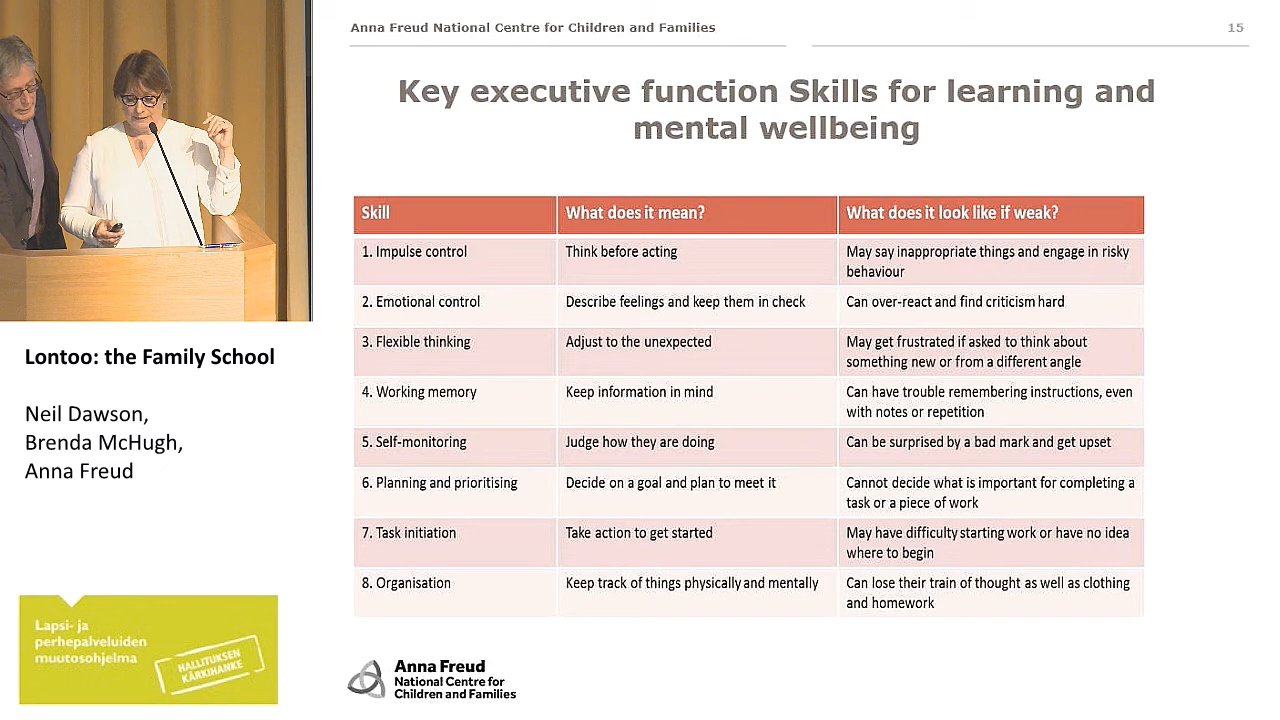 Anna Freud National Centre for Children and Families
15
Key executive function Skills for learning and
mental wellbeing
Skill
What does it mean?
What does it look like if weak?
1. Impulse control
Think before acting
May say inappropriate things and engage in risky
behaviour
2. Emotional control
Describe feelings and keep them in check
Can over-react and find criticism hard
3. Flexible thinking
Adjust to the unexpected
May get frustrated if asked to think about
something new or from a different angle
4. Working memory
Keep information in mind
Can have trouble remembering instructions, even
with notes or repetition
5. Self-monitoring
Judge how they are doing
Can be surprised by a bad mark and get upset
6. Planning and prioritising
Decide on a goal and plan to meet it
Cannot decide what is important for completing a
task or a piece of work
7. Task initiation
Take action to get started
May have difficulty starting work or have no idea
where to begin
8. Organisation
Keep track of things physically and mentally
Can lose their train of thought as well as clothing
and homework
Lontoo: the Family School
Neil Dawson,
Brenda McHugh,
Anna Freud
Lapsi- ja
perhepalveluiden
muutosohjelma
HALLITUKSEN
KÄRKIHANKE
Anna Freud
National Centre for
Children and Families